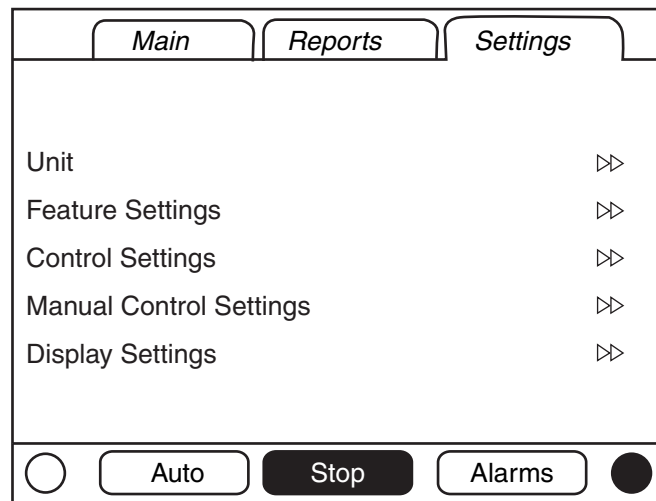 Main Reports Settings
Unit
Feature Settings
Control Settings
Manual Control Settings
Display Settings
Auto Stop Alarms